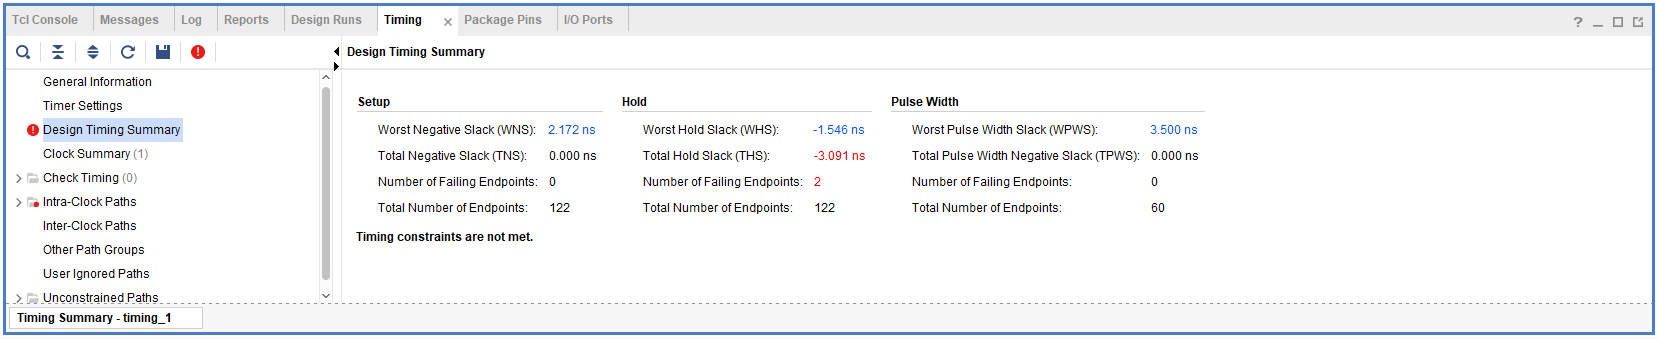 Tcl Console Messages Log Reports Design Runs Timing × Package Pins I/O Ports ?
Design Timing Summary
General Information
Timer Settings
Design Timing Summary
Clock Summary (1)
Check Timing (0)
Intra-Clock Paths
Inter-Clock Paths
Other Path Groups
User Ignored Paths
Unconstrained Paths
Setup
Worst Negative Slack (WNS): 2.172 ns
Total Negative Slack (TNS): 0.000 ns
Number of Failing Endpoints: 0
Total Number of Endpoints: 122
Hold
Worst Hold Slack (WHS): -1.546 ns
Total Hold Slack (THS): -3.091 ns
Number of Failing Endpoints: 2
Total Number of Endpoints: 122
Pulse Width
Worst Pulse Width Slack (WPWS): 3.500 ns
Total Pulse Width Negative Slack (TPWS): 0.000 ns
Number of Failing Endpoints: 0
Total Number of Endpoints: 60
Timing constraints are not met.
Timing Summary - timing_1